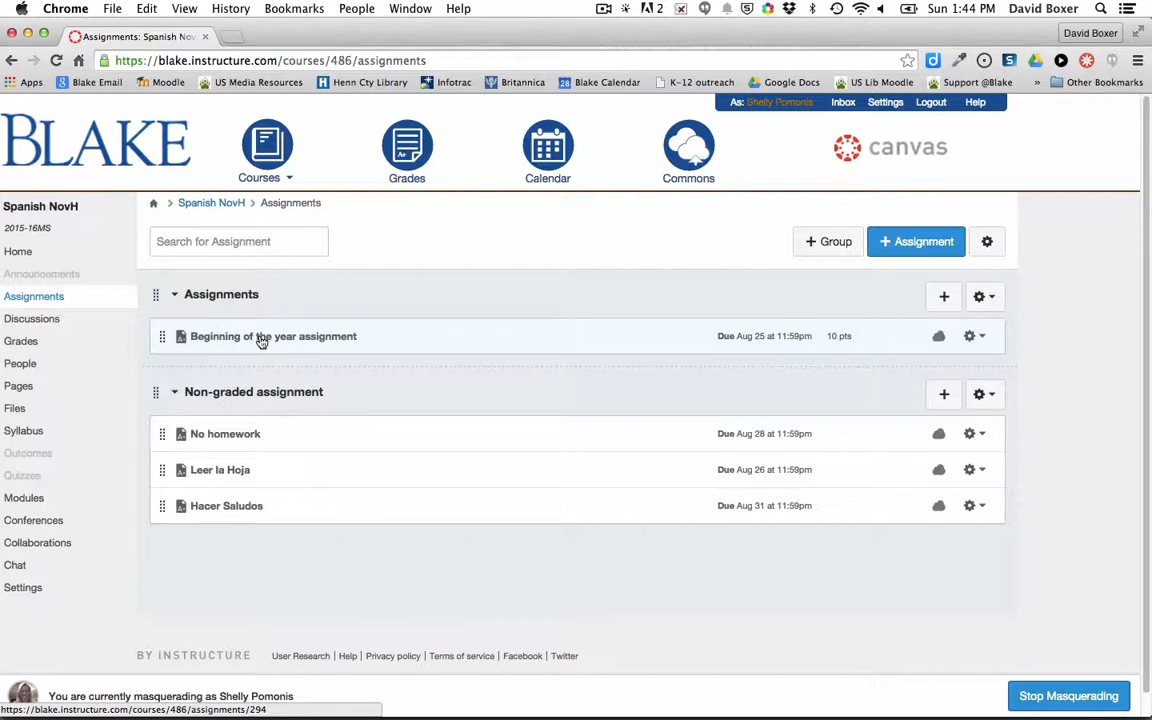 Chrome File Edit View History Bookmarks People Window Help 2 Sun 1:44 PM David Boxer
Assignments: Spanish Nov David Boxer
https://blake.instructure.com/courses/486/assignments
Apps Blake Email Moodle US Media Resources Henn Cty Library Infotrac Britannica Blake Calendar K-12 outreach Google Docs US Lib Moodle Support @Blake » Other Bookmarks
As: Shelly Pomonis Inbox Settings Logout Help
BLAKE
Courses Grades Calendar Commons
canvas
Spanish NovH
2015-16MS
Home
Announcements
Assignments
Discussions
Grades
People
Pages
Files
Syllabus
Outcomes
Quizzes
Modules
Conferences
Collaborations
Chat
Settings
Spanish NovH > Assignments
Search for Assignment
+ Group
+ Assignment
Assignments
Beginning of the year assignment Due Aug 25 at 11:59pm 10 pts
Non-graded assignment
No homework Due Aug 28 at 11:59pm
Leer la Hoja Due Aug 26 at 11:59pm
Hacer Saludos Due Aug 31 at 11:59pm
BY INSTRUCTURE User Research Help Privacy policy Terms of service Facebook Twitter
You are currently masquerading as Shelly Pomonis
Stop Masquerading
https://blake.instructure.com/courses/486/assignments/294